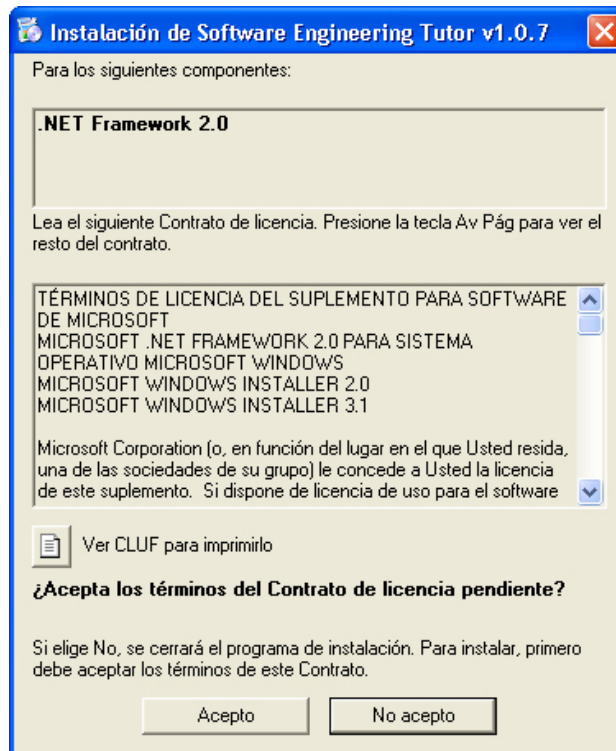 Instalación de Software Engineering Tutor v1.0.7
Para los siguientes componentes:
.NET Framework 2.0
Lea el siguiente Contrato de licencia. Presione la tecla Av Pág para ver el
resto del contrato.
TÉRMINOS DE LICENCIA DEL SUPLEMENTO PARA SOFTWARE
DE MICROSOFT
MICROSOFT .NET FRAMEWORK 2.0 PARA SISTEMA
OPERATIVO MICROSOFT WINDOWS
MICROSOFT WINDOWS INSTALLER 2.0
MICROSOFT WINDOWS INSTALLER 3.1
Microsoft Corporation (o, en función del lugar en el que Usted resida,
una de las sociedades de su grupo) le concede a Usted la licencia
de este suplemento.  Si dispone de licencia de uso para el software
Ver CLUF para imprimirlo
¿Acepta los términos del Contrato de licencia pendiente?
Si elige No, se cerrará el programa de instalación. Para instalar, primero
debe aceptar los términos de este Contrato.
Acepto
No acepto